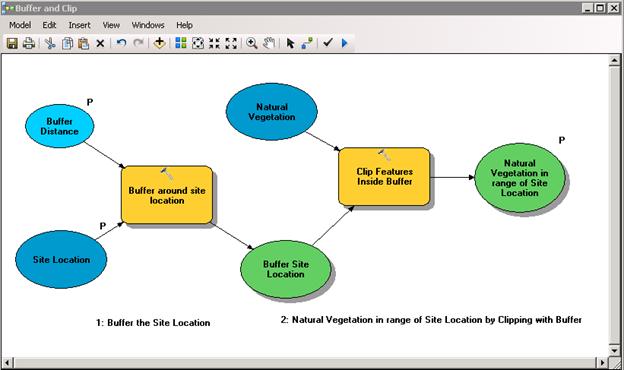 Buffer and Clip
Model Edit Insert View Windows Help
P
Buffer
Distance
Natural
Vegetation
P
Buffer around site
location
Clip Features
Inside Buffer
Natural
Vegetation in
range of Site
Location
P
Site Location
Buffer Site
Location
1: Buffer the Site Location
2: Natural Vegetation in range of Site Location by Clipping with Buffer